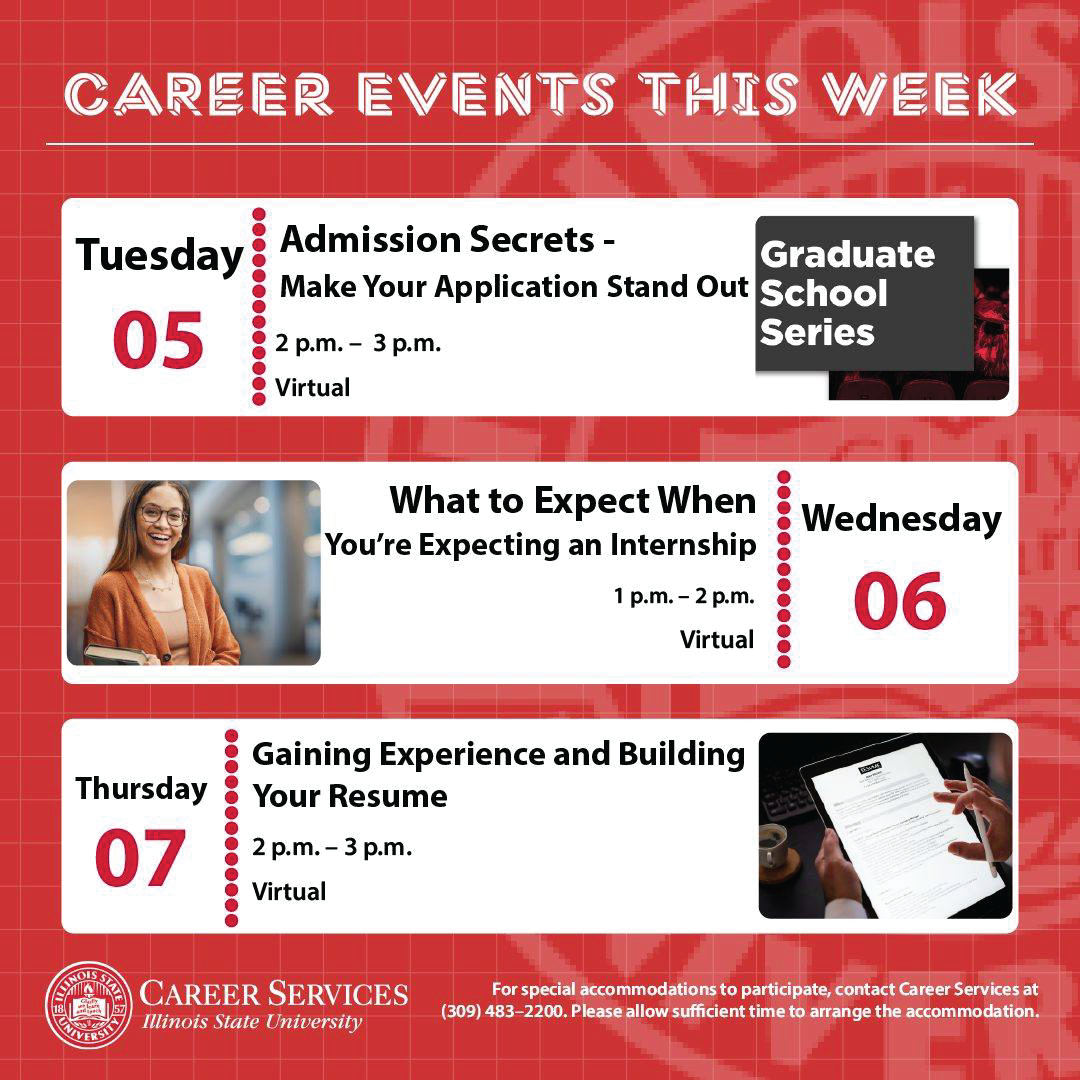 CAREER EVENTS THIS WEEK
Tuesday
05
Admission Secrets -
Make Your Application Stand Out
2 p.m. – 3 p.m.
Virtual
Graduate
School
Series
What to Expect When
You're Expecting an Internship
1 p.m. – 2 p.m.
Virtual
Wednesday
06
Thursday
07
Gaining Experience and Building
Your Resume
2 p.m. – 3 p.m.
Virtual
ILLINOIS STATE
18 57
UNIVERSITY
CAREER SERVICES
Illinois State University
For special accommodations to participate, contact Career Services at
(309) 483–2200. Please allow sufficient time to arrange the accommodation.